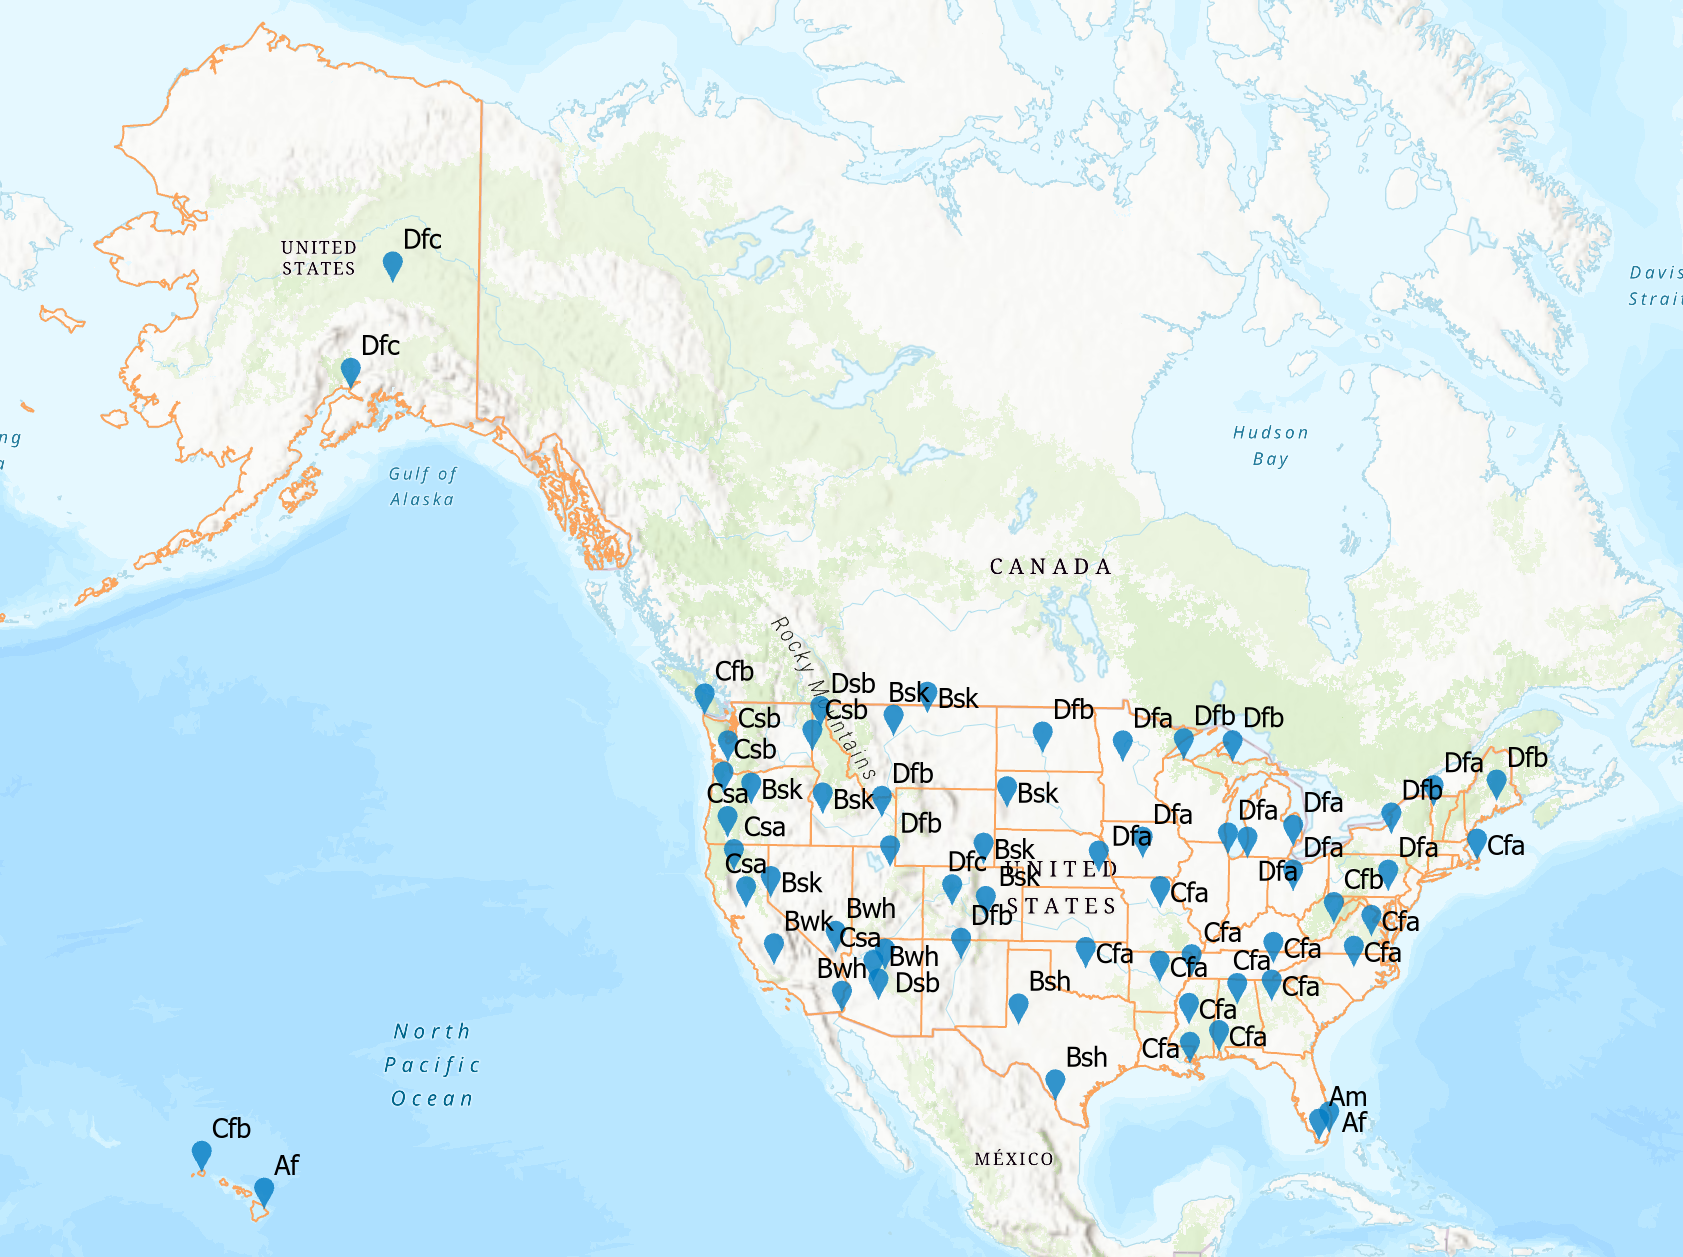 Dfc
UNITED
STATES
Davis
Strait
Dfc
ng
a
Hudson
Bay
Gulf of
Alaska
CANADA
Rocky Mountains
Cfb
Dsb
Bsk
Bsk
Csb
Csb
Dfb
Dfa
Dfb
Dfb
Csb
Dfa
Dfb
Dfb
Csa
Bsk
Bsk
Dfb
Bsk
Dfa
Dfa
Dfa
Csa
Dfb
Dfa
Bsk
Dfa
Dfa
Cfa
Csa
Dfc
UNITED
STATES
Bsk
Dfa
Cfb
Bsk
Cfa
Bwk
Bwh
Dfb
Cfa
Cfa
Csa
Bwh
Bwh
Cfa
Cfa
Cfa
Cfa
Cfa
Dsb
Bsh
Cfa
Cfa
Cfa
Cfa
Bsh
North
Pacific
Ocean
Am
Af
Cfb
Af
MÉXICO